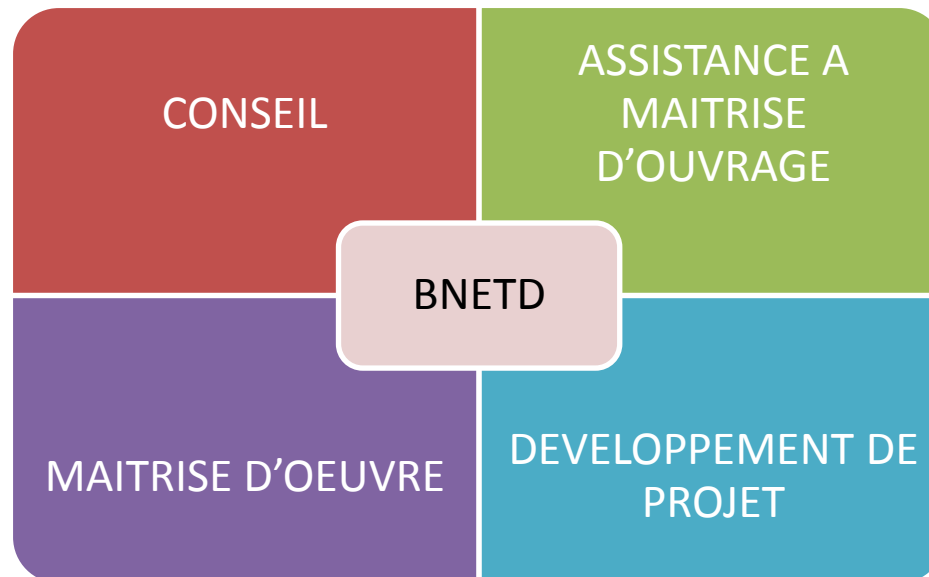 CONSEIL
ASSISTANCE A
MAITRISE
D’OUVRAGE
BNETD
MAITRISE D’OEUVRE
DEVELOPPEMENT DE
PROJET